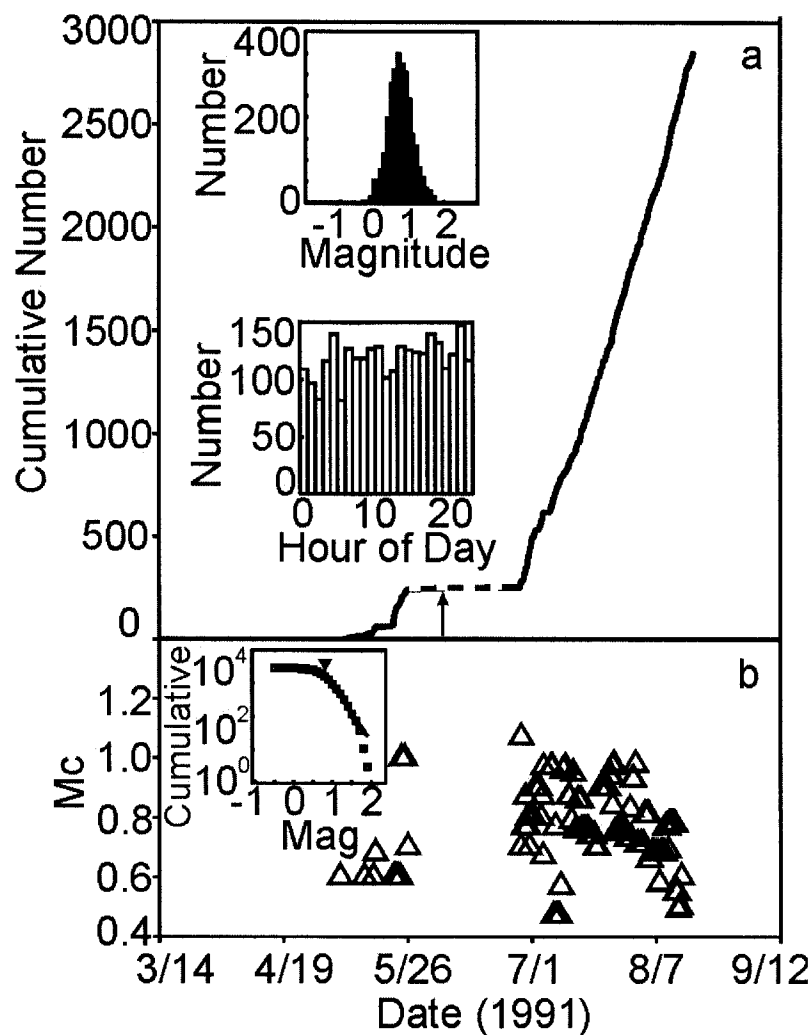 3000
2500
2000
1500
1000
500
0
Cumulative Number
a
400
200
0
Number
-1 0 1 2
Magnitude
150
100
50
0
Number
0 10 20
Hour of Day
b
1.2
1.0
0.8
0.6
0.4
Mc
10^4
10^2
10^0
Cumulative
-1 0 1 2
Mag
3/14 4/19 5/26 7/1 8/7 9/12
Date (1991)